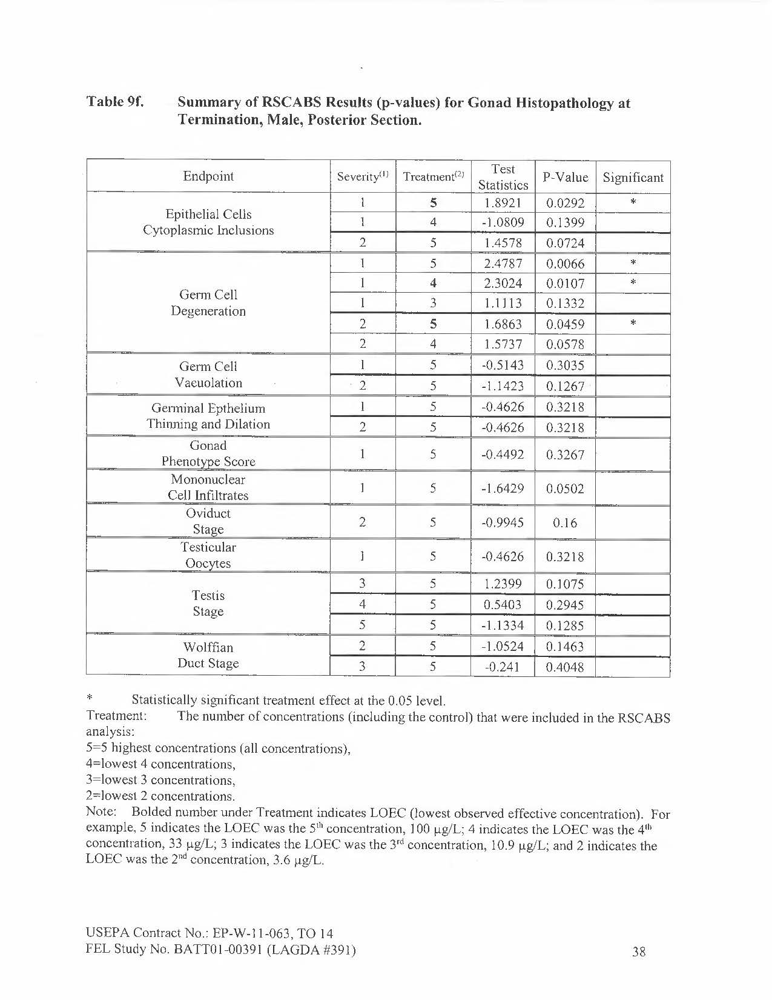 Table 9f. Summary of RSCABS Results (p-values) for Gonad Histopathology at
Termination, Male, Posterior Section.
Endpoint Severity(1) Treatment(2) Test Statistics P-Value Significant
Epithelial Cells
Cytoplasmic Inclusions
1 5 1.8921 0.0292 *
1 4 -1.0809 0.1399
2 5 1.4578 0.0724
Germ Cell
Degeneration
1 5 2.4787 0.0066 *
1 4 2.3024 0.0107 *
1 3 1.1113 0.1332
2 5 1.6863 0.0459 *
2 4 1.5737 0.0578
Germ Cell
Vacuolation
1 5 -0.5143 0.3035
2 5 -1.1423 0.1267
Germinal Epthelium
Thinning and Dilation
1 5 -0.4626 0.3218
2 5 -0.4626 0.3218
Gonad
Phenotype Score
1 5 -0.4492 0.3267
Mononuclear
Cell Infiltrates
1 5 -1.6429 0.0502
Oviduct
Stage
2 5 -0.9945 0.16
Testicular
Oocytes
1 5 -0.4626 0.3218
Testis
Stage
3 5 1.2399 0.1075
4 5 0.5403 0.2945
5 5 -1.1334 0.1285
Wolffian
Duct Stage
2 5 -1.0524 0.1463
3 5 -0.241 0.4048
* Statistically significant treatment effect at the 0.05 level.
Treatment: The number of concentrations (including the control) that were included in the RSCABS
analysis:
5=5 highest concentrations (all concentrations),
4=lowest 4 concentrations,
3=lowest 3 concentrations,
2=lowest 2 concentrations.
Note: Bolded number under Treatment indicates LOEC (lowest observed effective concentration). For
example, 5 indicates the LOEC was the 5th concentration, 100 µg/L; 4 indicates the LOEC was the 4th
concentration, 33 µg/L; 3 indicates the LOEC was the 3rd concentration, 10.9 µg/L; and 2 indicates the
LOEC was the 2nd concentration, 3.6 µg/L.
USEPA Contract No.: EP-W-11-063, TO 14
FEL Study No. BATT01-00391 (LAGDA #391)
38